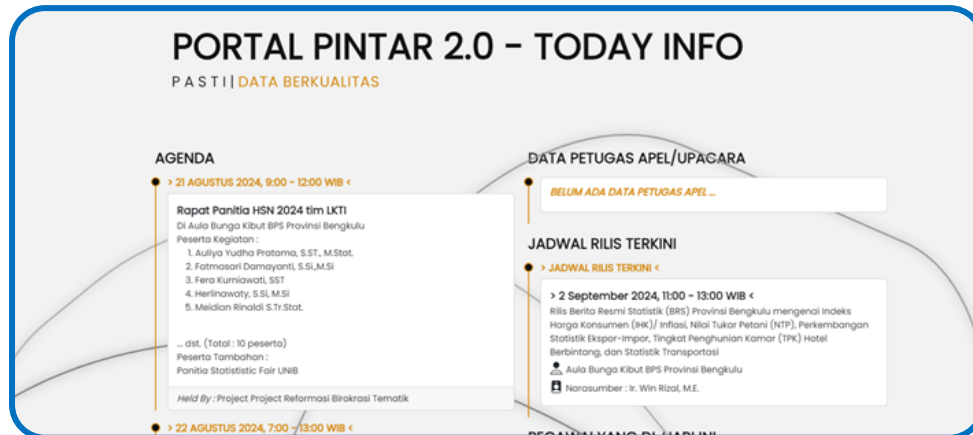 PORTAL PINTAR 2.0 - TODAY INFO
PASTI|DATA BERKUALITAS
AGENDA
> 21 AGUSTUS 2024, 9:00 - 12:00 WIB <
Rapat Panitia HSN 2024 tim LKTI
Di Aula Bunga Kibut BPS Provinsi Bengkulu
Peserta Kegiatan :
1. Auliya Yudha Pratama, S.ST., M.Stat.
2. Fatmasari Damayanti, S.Si.,M.Si
3. Fera Kurniawati, SST
4. Herlinawaty, S.Si, M.Si
5. Meidian Rinaldi S.Tr.Stat.
... dst. (Total : 10 peserta)
Peserta Tambahan :
Panitia Statististic Fair UNIB
Held By : Project Project Reformasi Birokrasi Tematik
> 22 AGUSTUS 2024, 7:00 - 13:00 WIB <
DATA PETUGAS APEL/UPACARA
BELUM ADA DATA PETUGAS APEL ...
JADWAL RILIS TERKINI
> JADWAL RILIS TERKINI <
> 2 September 2024, 11:00 - 13:00 WIB <
Rilis Berita Resmi Statistik (BRS) Provinsi Bengkulu mengenai Indeks
Harga Konsumen (IHK)/ Inflasi, Nilai Tukar Petani (NTP), Perkembangan
Statistik Ekspor-Impor, Tingkat Penghunian Kamar (TPK) Hotel
Berbintang, dan Statistik Transportasi
Aula Bunga Kibut BPS Provinsi Bengkulu
Narasumber : Ir. Win Rizal, M.E.